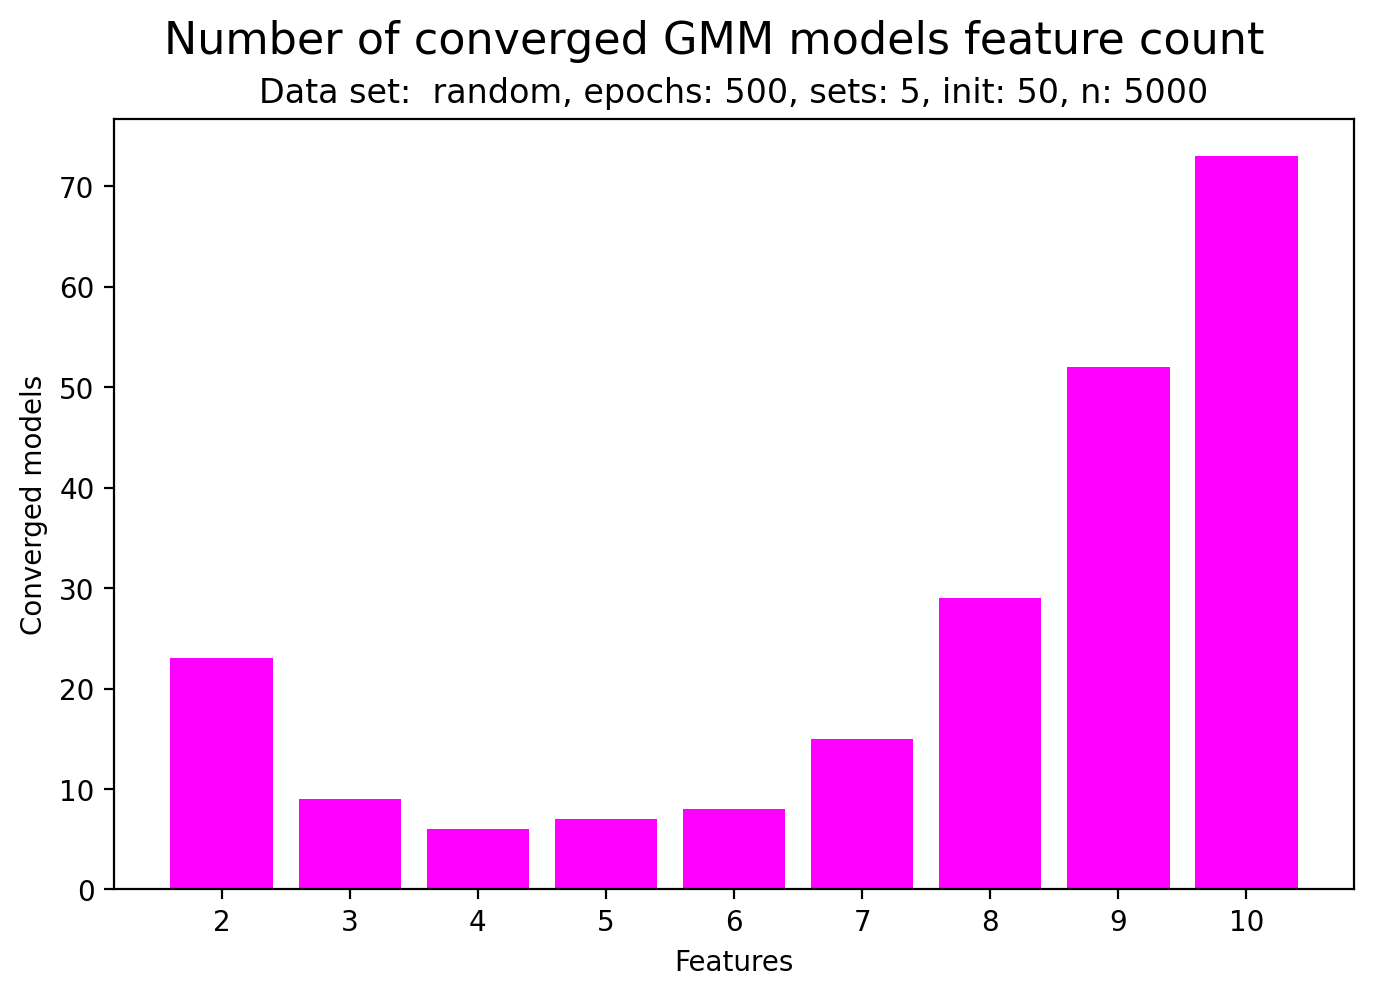 Number of converged GMM models feature count
Data set:  random, epochs: 500, sets: 5, init: 50, n: 5000
Converged models
70
60
50
40
30
20
10
0
2 3 4 5 6 7 8 9 10
Features